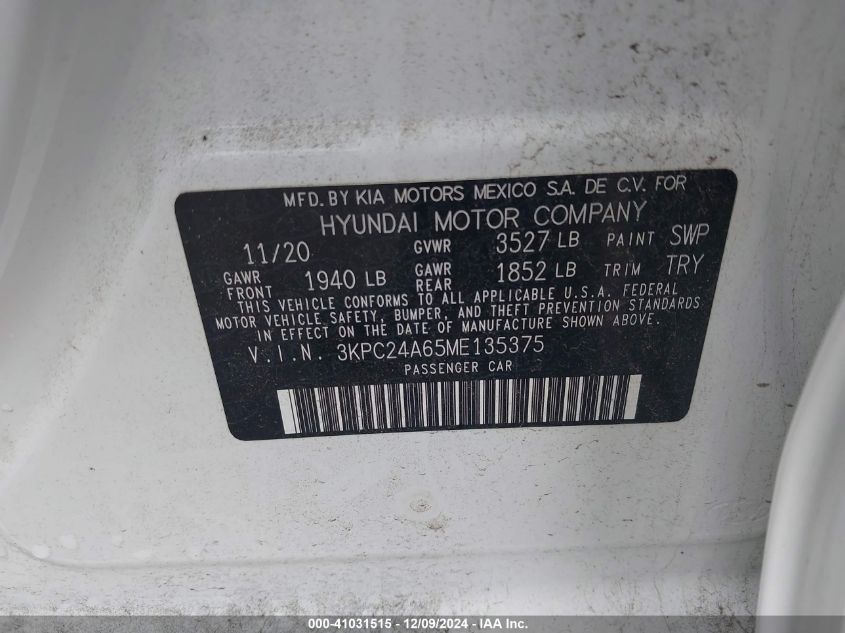 MFD. BY KIA MOTORS MEXICO S.A. DE C.V. FOR
HYUNDAI MOTOR COMPANY
11/20 GVWR 3527 LB PAINT SWP
GAWR FRONT 1940 LB GAWR REAR 1852 LB TRIM TRY
THIS VEHICLE CONFORMS TO ALL APPLICABLE U.S.A. FEDERAL
MOTOR VEHICLE SAFETY, BUMPER, AND THEFT PREVENTION STANDARDS
IN EFFECT ON THE DATE OF MANUFACTURE SHOWN ABOVE.
V.I.N. 3KPC24A65ME135375
PASSENGER CAR
000-41031515 - 12/09/2024 - IAA Inc.